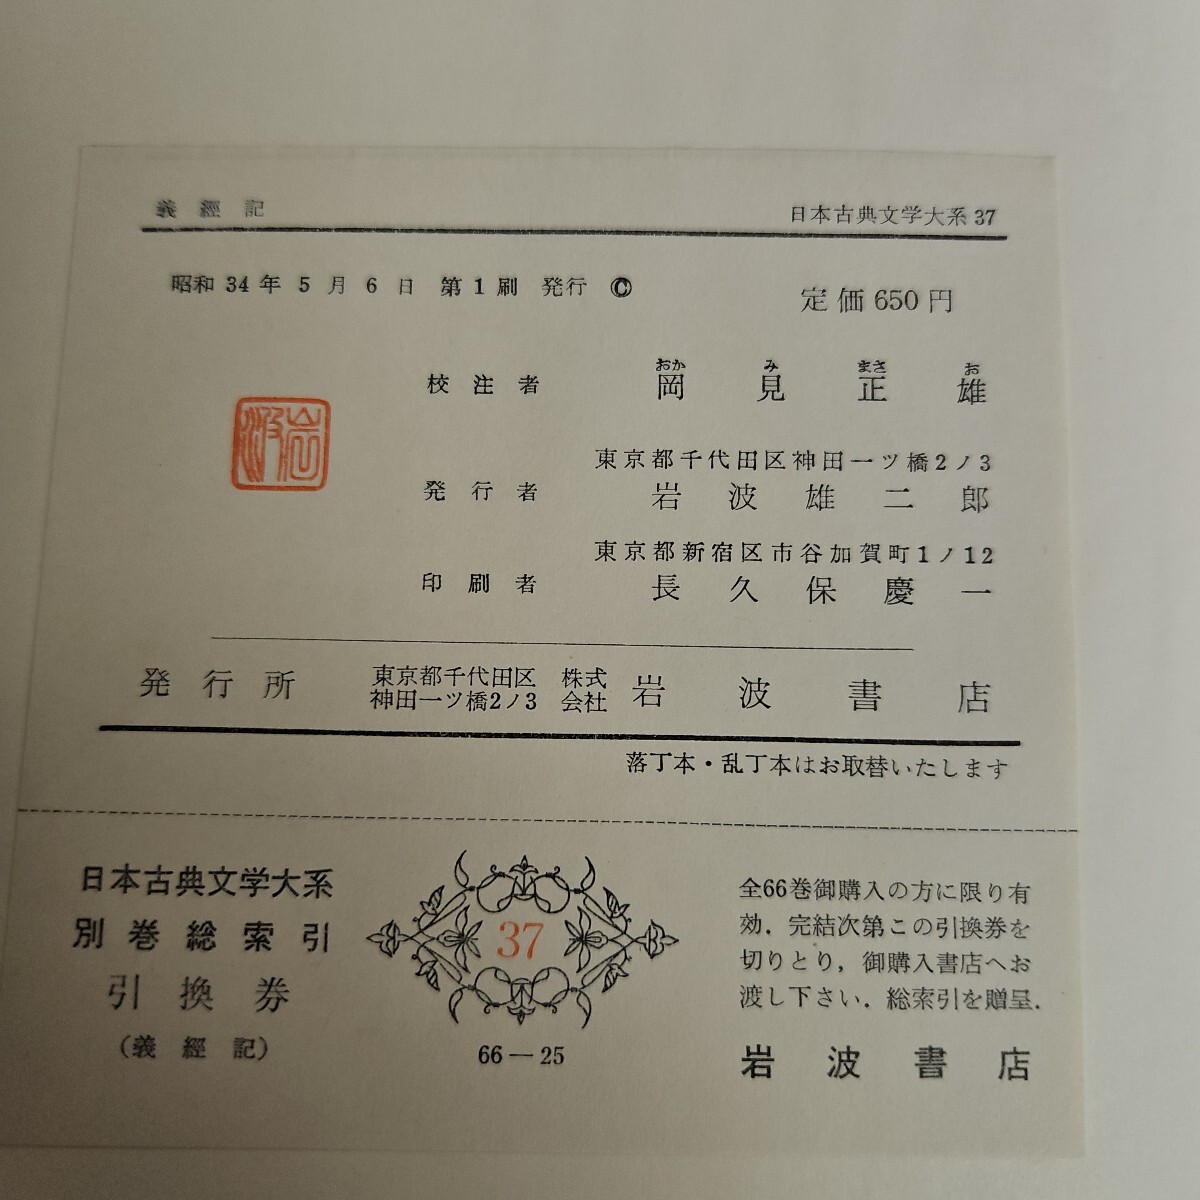 義經記
日本古典文学大系37
昭和34年5月6日 第1刷 発行 ©
定価650円
校注者 岡見正雄
おか み まさ お
東京都千代田区神田一ツ橋2ノ3
発行者 岩波雄二郎
東京都新宿区市谷加賀町1ノ12
印刷者 長久保慶一
岩波
発行所 東京都千代田区神田一ツ橋2ノ3 株式会社 岩波書店
落丁本・乱丁本はお取替いたします
日本古典文学大系
別巻総索引
引換券
(義經記)
37
66―25
全66巻御購入の方に限り有
効．完結次第この引換券を
切りとり，御購入書店へお
渡し下さい．総索引を贈呈．
岩波書店